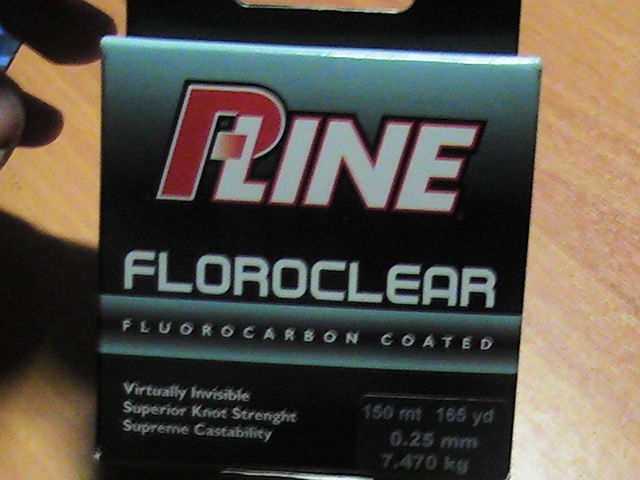 P-LINE
FLOROCLEAR
FLUOROCARBON COATED
Virtually Invisible
Superior Knot Strenght
Supreme Castability
150 mt 165 yd
0.25 mm
7.470 kg